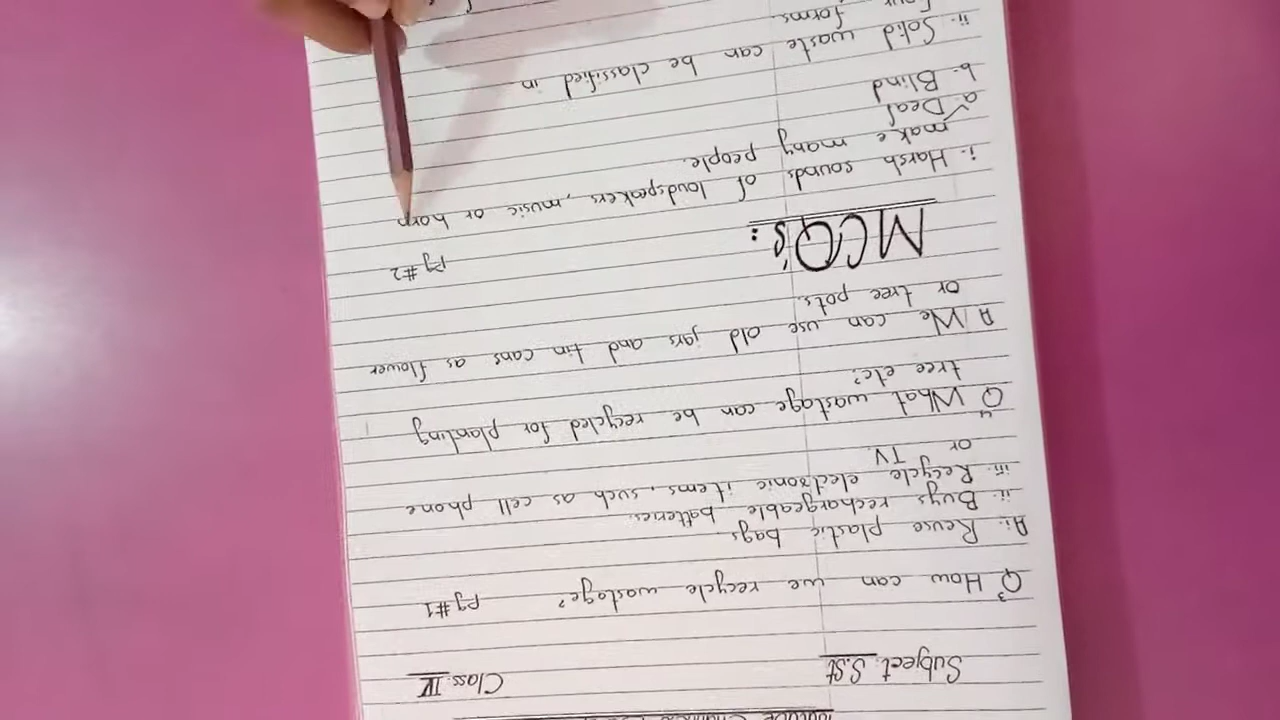 Subject: S.St Class: IV
Q3 How can we recycle wastage? Pg #1
A i. Reuse plastic bags
ii. Buys rechargeable batteries.
iii. Recycle electronic items, such as cell phone
or TV.
Q4 What wastage can be recycled for planting
tree etc?
A We can use old jars and tin cans as flower
or tree pots.
Pg #2
MCQ's:
i. Harsh sounds of loudspeakers, music or horn
make many people.
a. Deaf
b. Blind
ii. Solid waste can be classified in
forms.